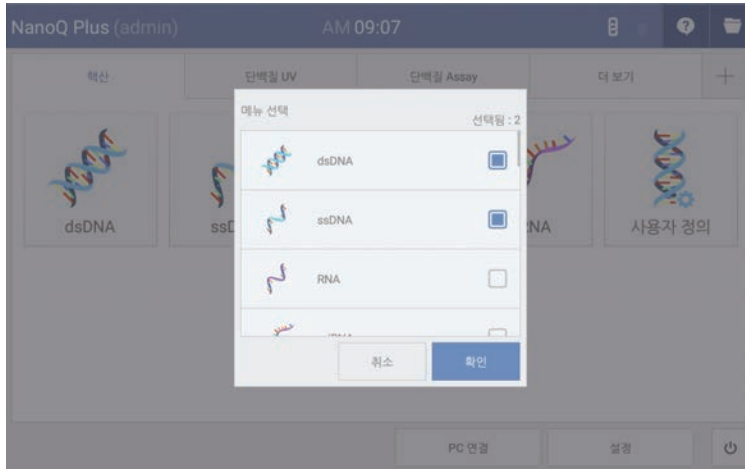 NanoQ Plus (admin) AM 09:07
핵산 단백질 UV 단백질 Assay 더 보기
메뉴 선택
선택됨 : 2
dsDNA
ssDNA
RNA
dsDNA
사용자 정의
취소 확인
PC 연결 설정